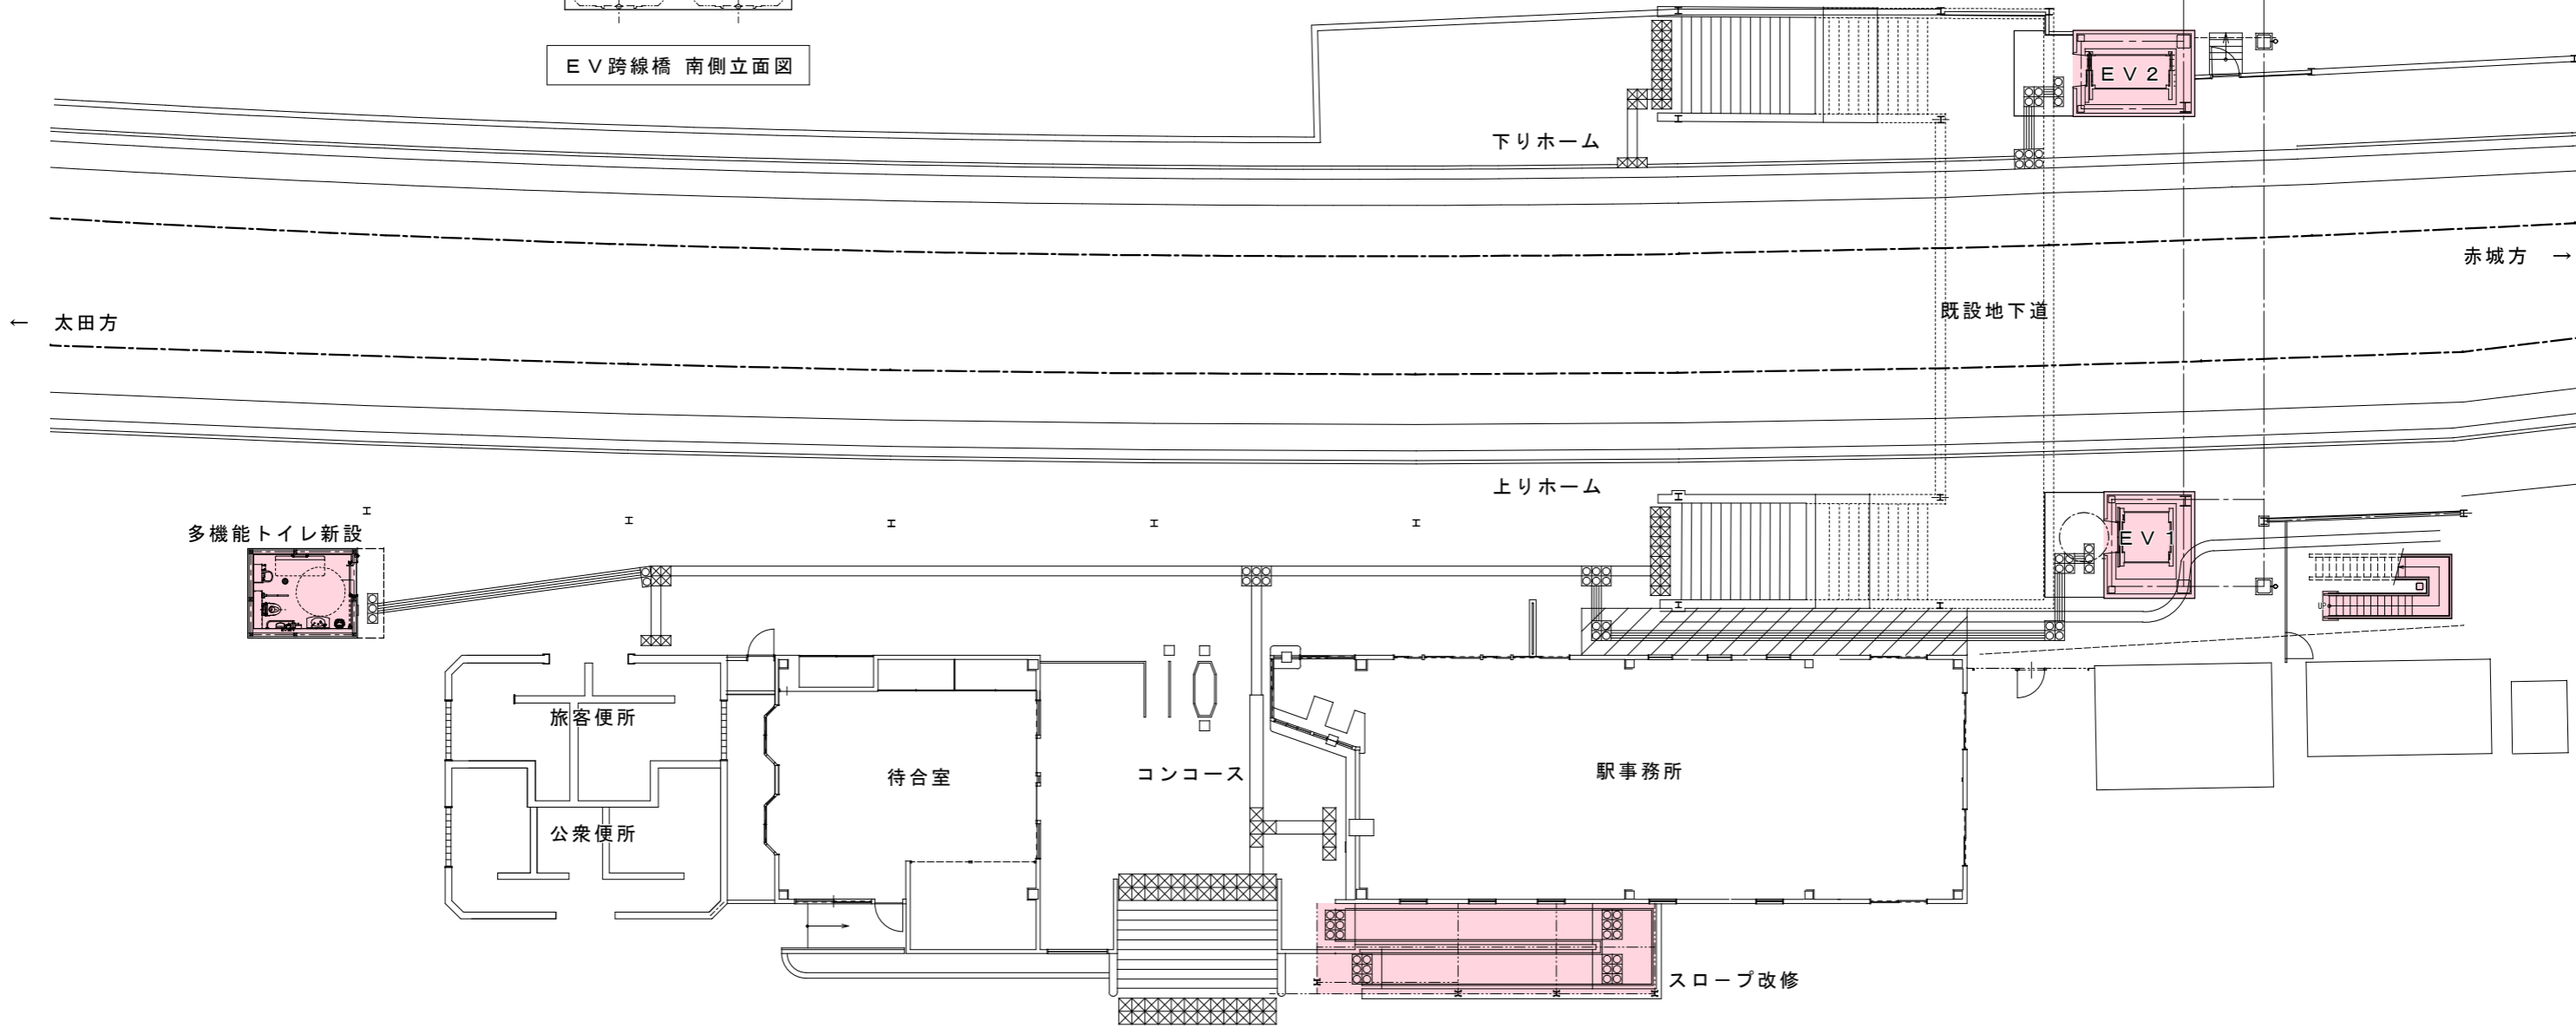 ＥＶ跨線橋 南側立面図
ＥＶ２
下りホーム
赤城方 →
既設地下道
← 太田方
上りホーム
多機能トイレ新設
ＥＶ１
UP
旅客便所
待合室
コンコース
駅事務所
公衆便所
スロープ改修